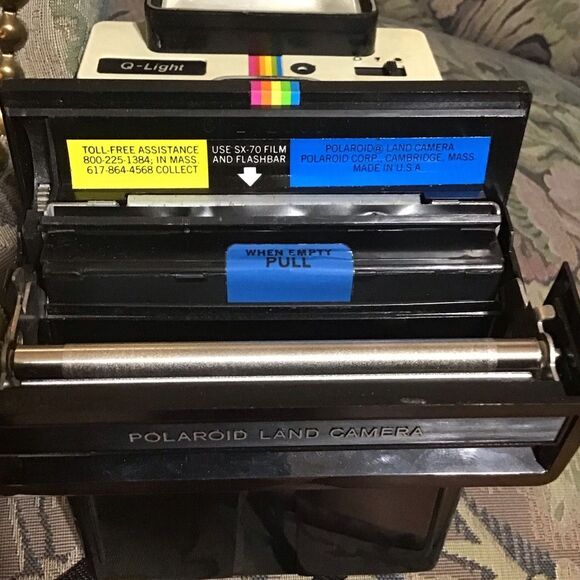 Q-Light
TOLL-FREE ASSISTANCE
800-225-1384; IN MASS.
617-864-4568 COLLECT
USE SX-70 FILM
AND FLASHBAR
POLAROID® LAND CAMERA
POLAROID CORP., CAMBRIDGE, MASS.
MADE IN U.S.A.
WHEN EMPTY
PULL
POLAROID LAND CAMERA